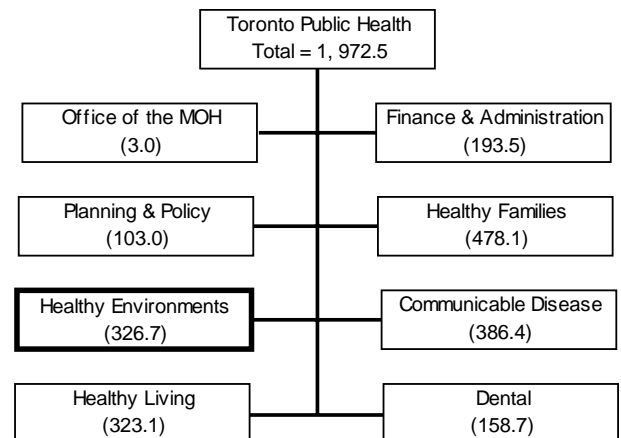 Toronto Public Health
Total = 1, 972.5
Office of the MOH
(3.0)
Finance & Administration
(193.5)
Planning & Policy
(103.0)
Healthy Families
(478.1)
Healthy Environments
(326.7)
Communicable Disease
(386.4)
Healthy Living
(323.1)
Dental
(158.7)